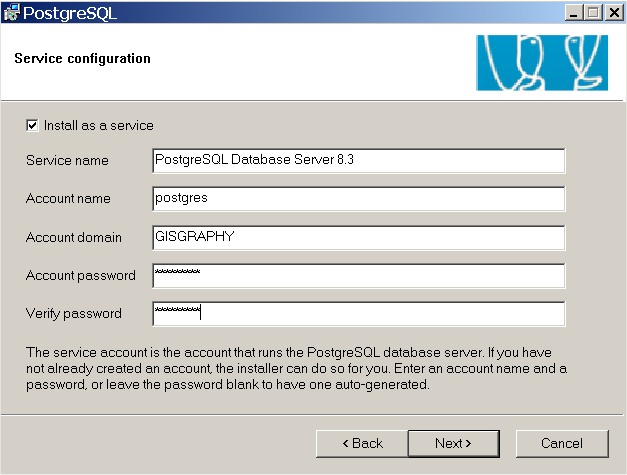 PostgreSQL
Service configuration
Install as a service
Service name PostgreSQL Database Server 8.3
Account name postgres
Account domain GISGRAPHY
Account password *********
Verify password *********
The service account is the account that runs the PostgreSQL database server. If you have
not already created an account, the installer can do so for you. Enter an account name and a
password, or leave the password blank to have one auto-generated.
< Back Next > Cancel